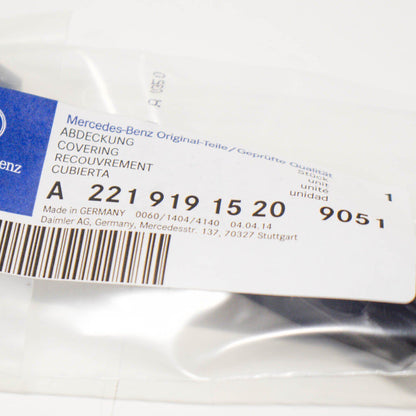 Mercedes-Benz Original-Teile/Geprüfte Qualität
ABDECKUNG
COVERING
RECOUVREMENT
CUBIERTA
Stück
unit
unité
unidad
1
A 221 919 15 20 9051
Made in GERMANY 0060/1404/4140 04.04.14
Daimler AG, Germany, Mercedesstr. 137, 70327 Stuttgart
enz